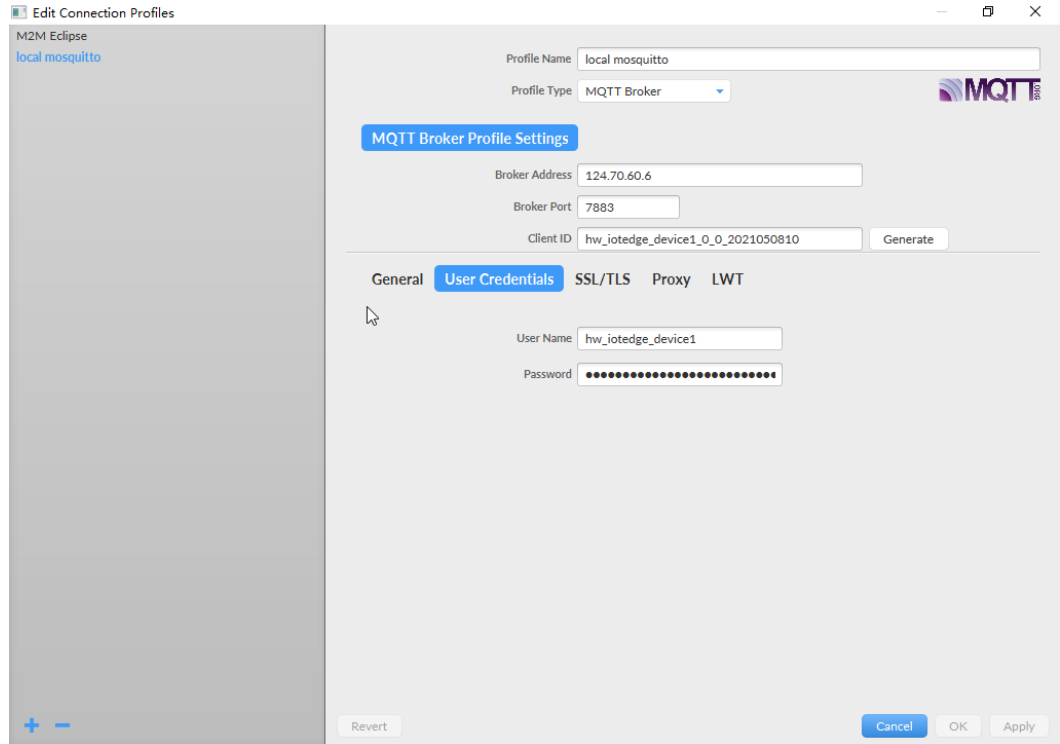 Edit Connection Profiles
M2M Eclipse
local mosquitto
Profile Name local mosquitto
Profile Type MQTT Broker
MQTT
ORG
MQTT Broker Profile Settings
Broker Address 124.70.60.6
Broker Port 7883
Client ID hw_iotedge_device1_0_0_2021050810 Generate
General User Credentials SSL/TLS Proxy LWT
User Name hw_iotedge_device1
Password ●●●●●●●●●●●●●●●●●●●●●●●●●●
Revert Cancel OK Apply